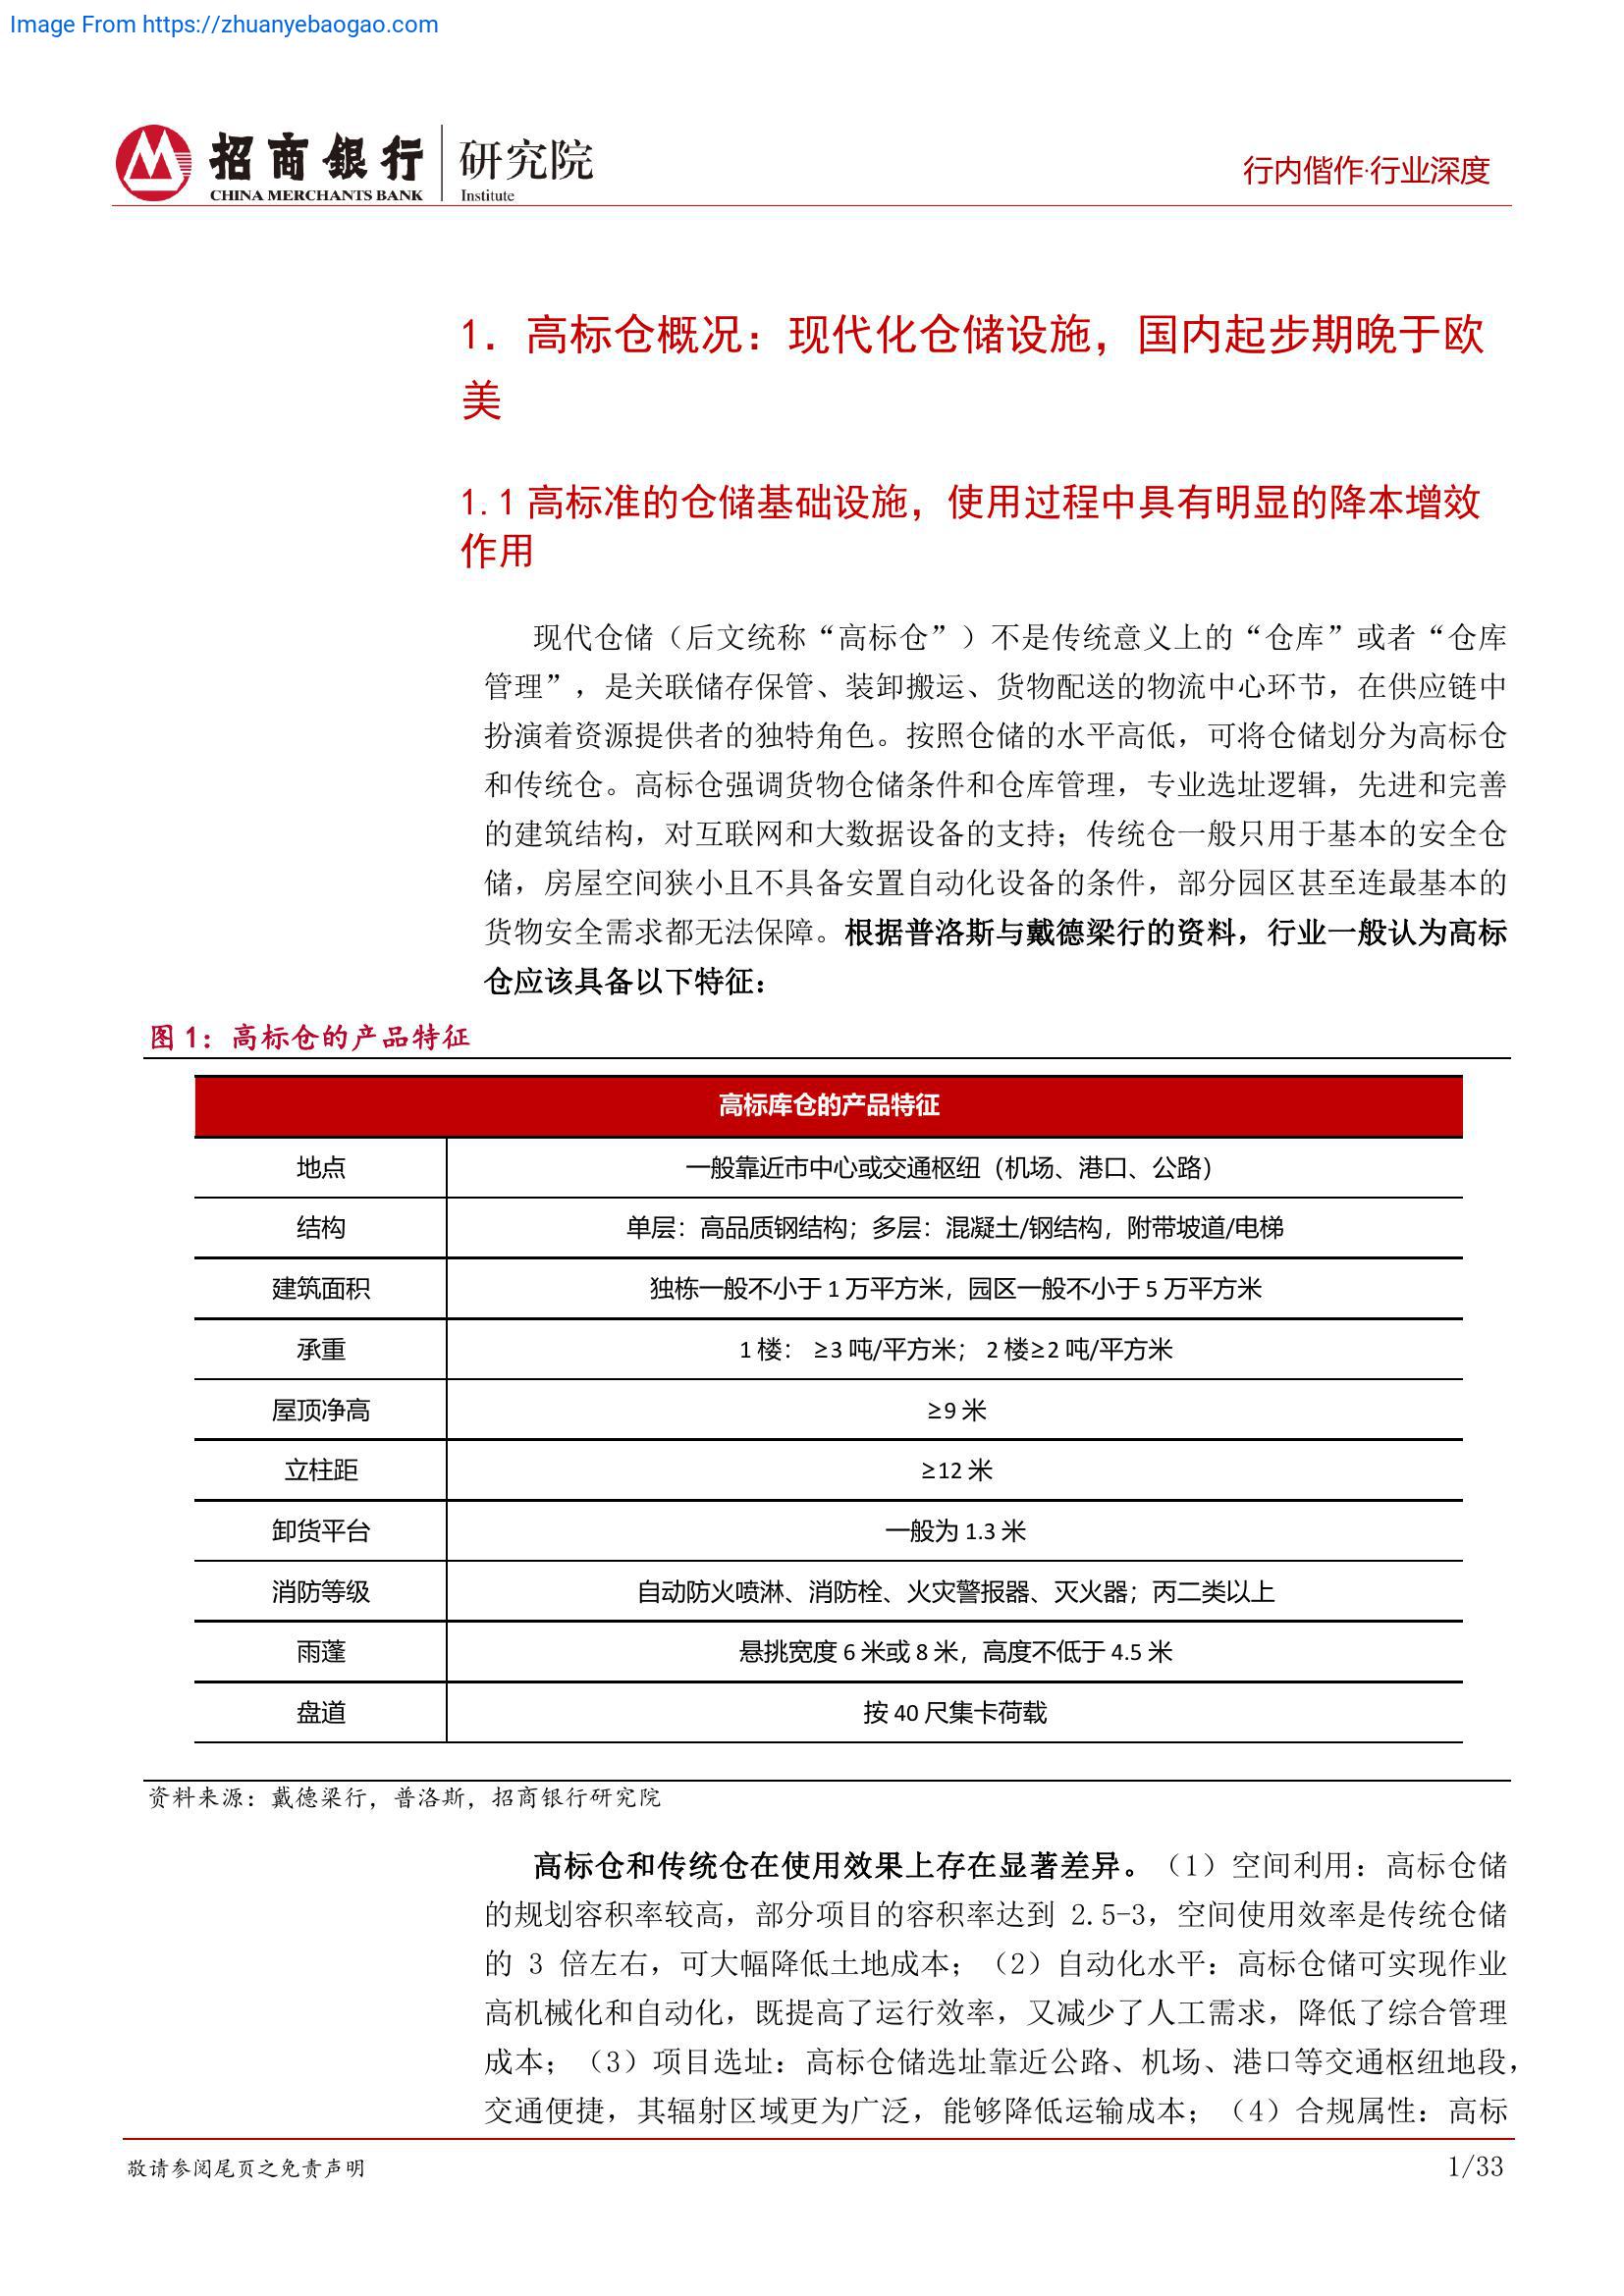 Image From https://zhuanyebaogao.com
招商银行 研究院
CHINA MERCHANTS BANK Institute
行内偕作·行业深度
1. 高标仓概况：现代化仓储设施，国内起步期晚于欧
美
1.1 高标准的仓储基础设施，使用过程中具有明显的降本增效
作用
现代仓储（后文统称“高标仓”）不是传统意义上的“仓库”或者“仓库
管理”，是关联储存保管、装卸搬运、货物配送的物流中心环节，在供应链中
扮演着资源提供者的独特角色。按照仓储的水平高低，可将仓储划分为高标仓
和传统仓。高标仓强调货物仓储条件和仓库管理，专业选址逻辑，先进和完善
的建筑结构，对互联网和大数据设备的支持；传统仓一般只用于基本的安全仓
储，房屋空间狭小且不具备安置自动化设备的条件，部分园区甚至连最基本的
货物安全需求都无法保障。根据普洛斯与戴德梁行的资料，行业一般认为高标
仓应该具备以下特征：
图 1：高标仓的产品特征
高标库仓的产品特征
地点 一般靠近市中心或交通枢纽（机场、港口、公路）
结构 单层：高品质钢结构；多层：混凝土/钢结构，附带坡道/电梯
建筑面积 独栋一般不小于 1 万平方米，园区一般不小于 5 万平方米
承重 1 楼： ≥3 吨/平方米； 2 楼≥2 吨/平方米
屋顶净高 ≥9 米
立柱距 ≥12 米
卸货平台 一般为 1.3 米
消防等级 自动防火喷淋、消防栓、火灾警报器、灭火器；丙二类以上
雨蓬 悬挑宽度 6 米或 8 米，高度不低于 4.5 米
盘道 按 40 尺集卡荷载
资料来源：戴德梁行，普洛斯，招商银行研究院
高标仓和传统仓在使用效果上存在显著差异。（1）空间利用：高标仓储
的规划容积率较高，部分项目的容积率达到 2.5-3，空间使用效率是传统仓储
的 3 倍左右，可大幅降低土地成本；（2）自动化水平：高标仓储可实现作业
高机械化和自动化，既提高了运行效率，又减少了人工需求，降低了综合管理
成本；（3）项目选址：高标仓储选址靠近公路、机场、港口等交通枢纽地段，
交通便捷，其辐射区域更为广泛，能够降低运输成本；（4）合规属性：高标
敬请参阅尾页之免责声明
1/33